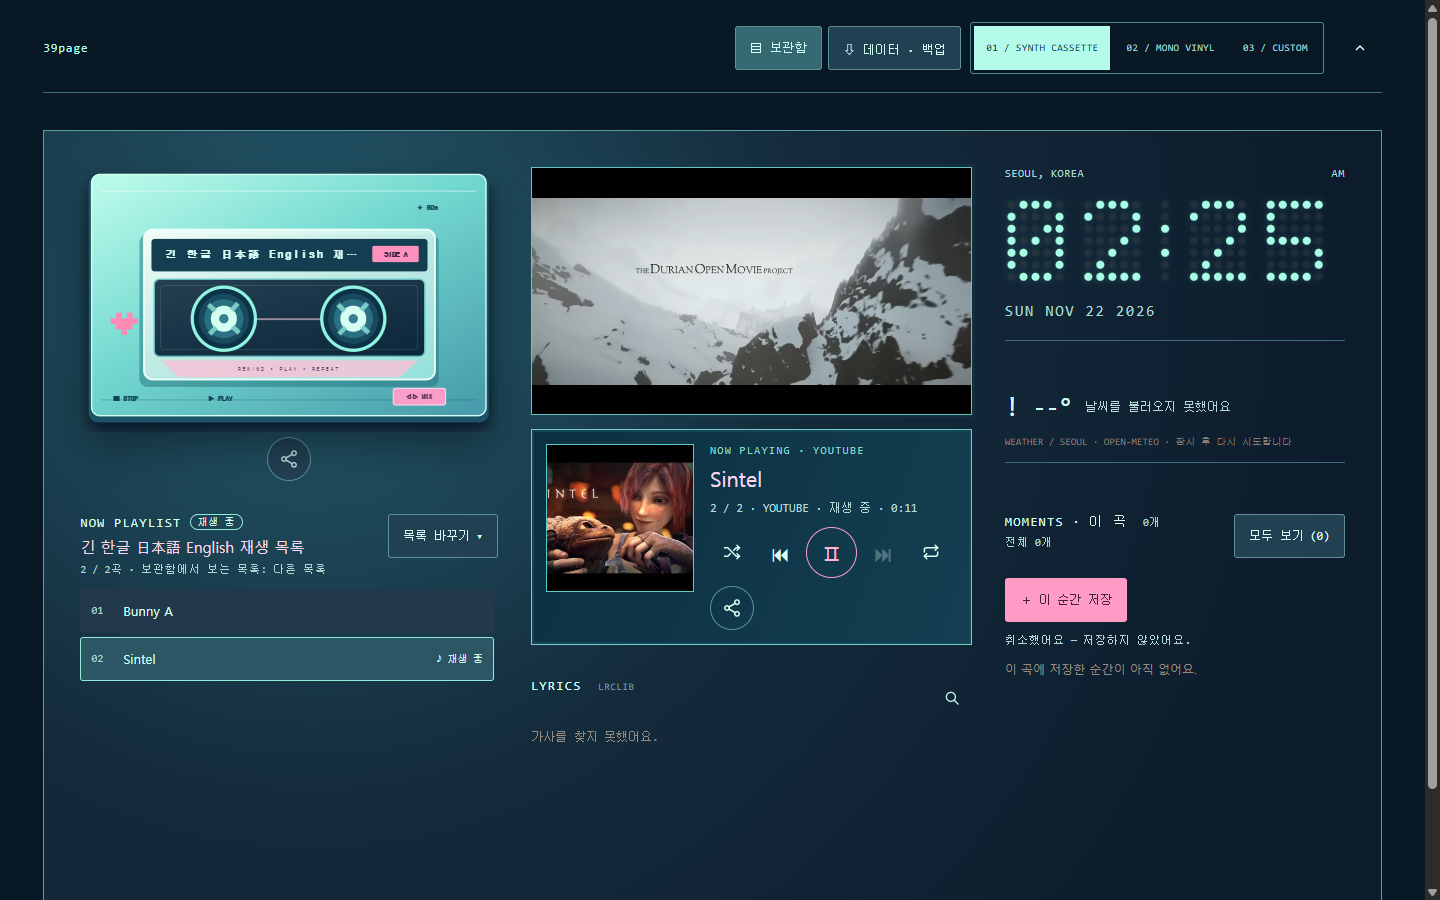 39page
보관함
데이터 · 백업
01 / SYNTH CASSETTE
02 / MONO VINYL
03 / CUSTOM
긴 한글 日本語 English 재…
SIDE A
REWIND • PLAY • REPEAT
STOP
PLAY
MIX
NOW PLAYLIST 재생 중
긴 한글 日本語 English 재생 목록
2 / 2곡 · 보관함에서 보는 목록: 다른 목록
목록 바꾸기 ▾
01 Bunny A
02 Sintel ♪ 재생 중
THE DURIAN OPEN MOVIE PROJECT
INTEL
NOW PLAYING · YOUTUBE
Sintel
2 / 2 · YOUTUBE · 재생 중 · 0:11
LYRICS LRCLIB
가사를 찾지 못했어요.
SEOUL, KOREA AM
02:25
SUN NOV 22 2026
! --° 날씨를 불러오지 못했어요
WEATHER / SEOUL · OPEN-METEO · 잠시 후 다시 시도합니다
MOMENTS · 이 곡 0개
전체 0개
모두 보기 (0)
+ 이 순간 저장
취소했어요 — 저장하지 않았어요.
이 곡에 저장한 순간이 아직 없어요.